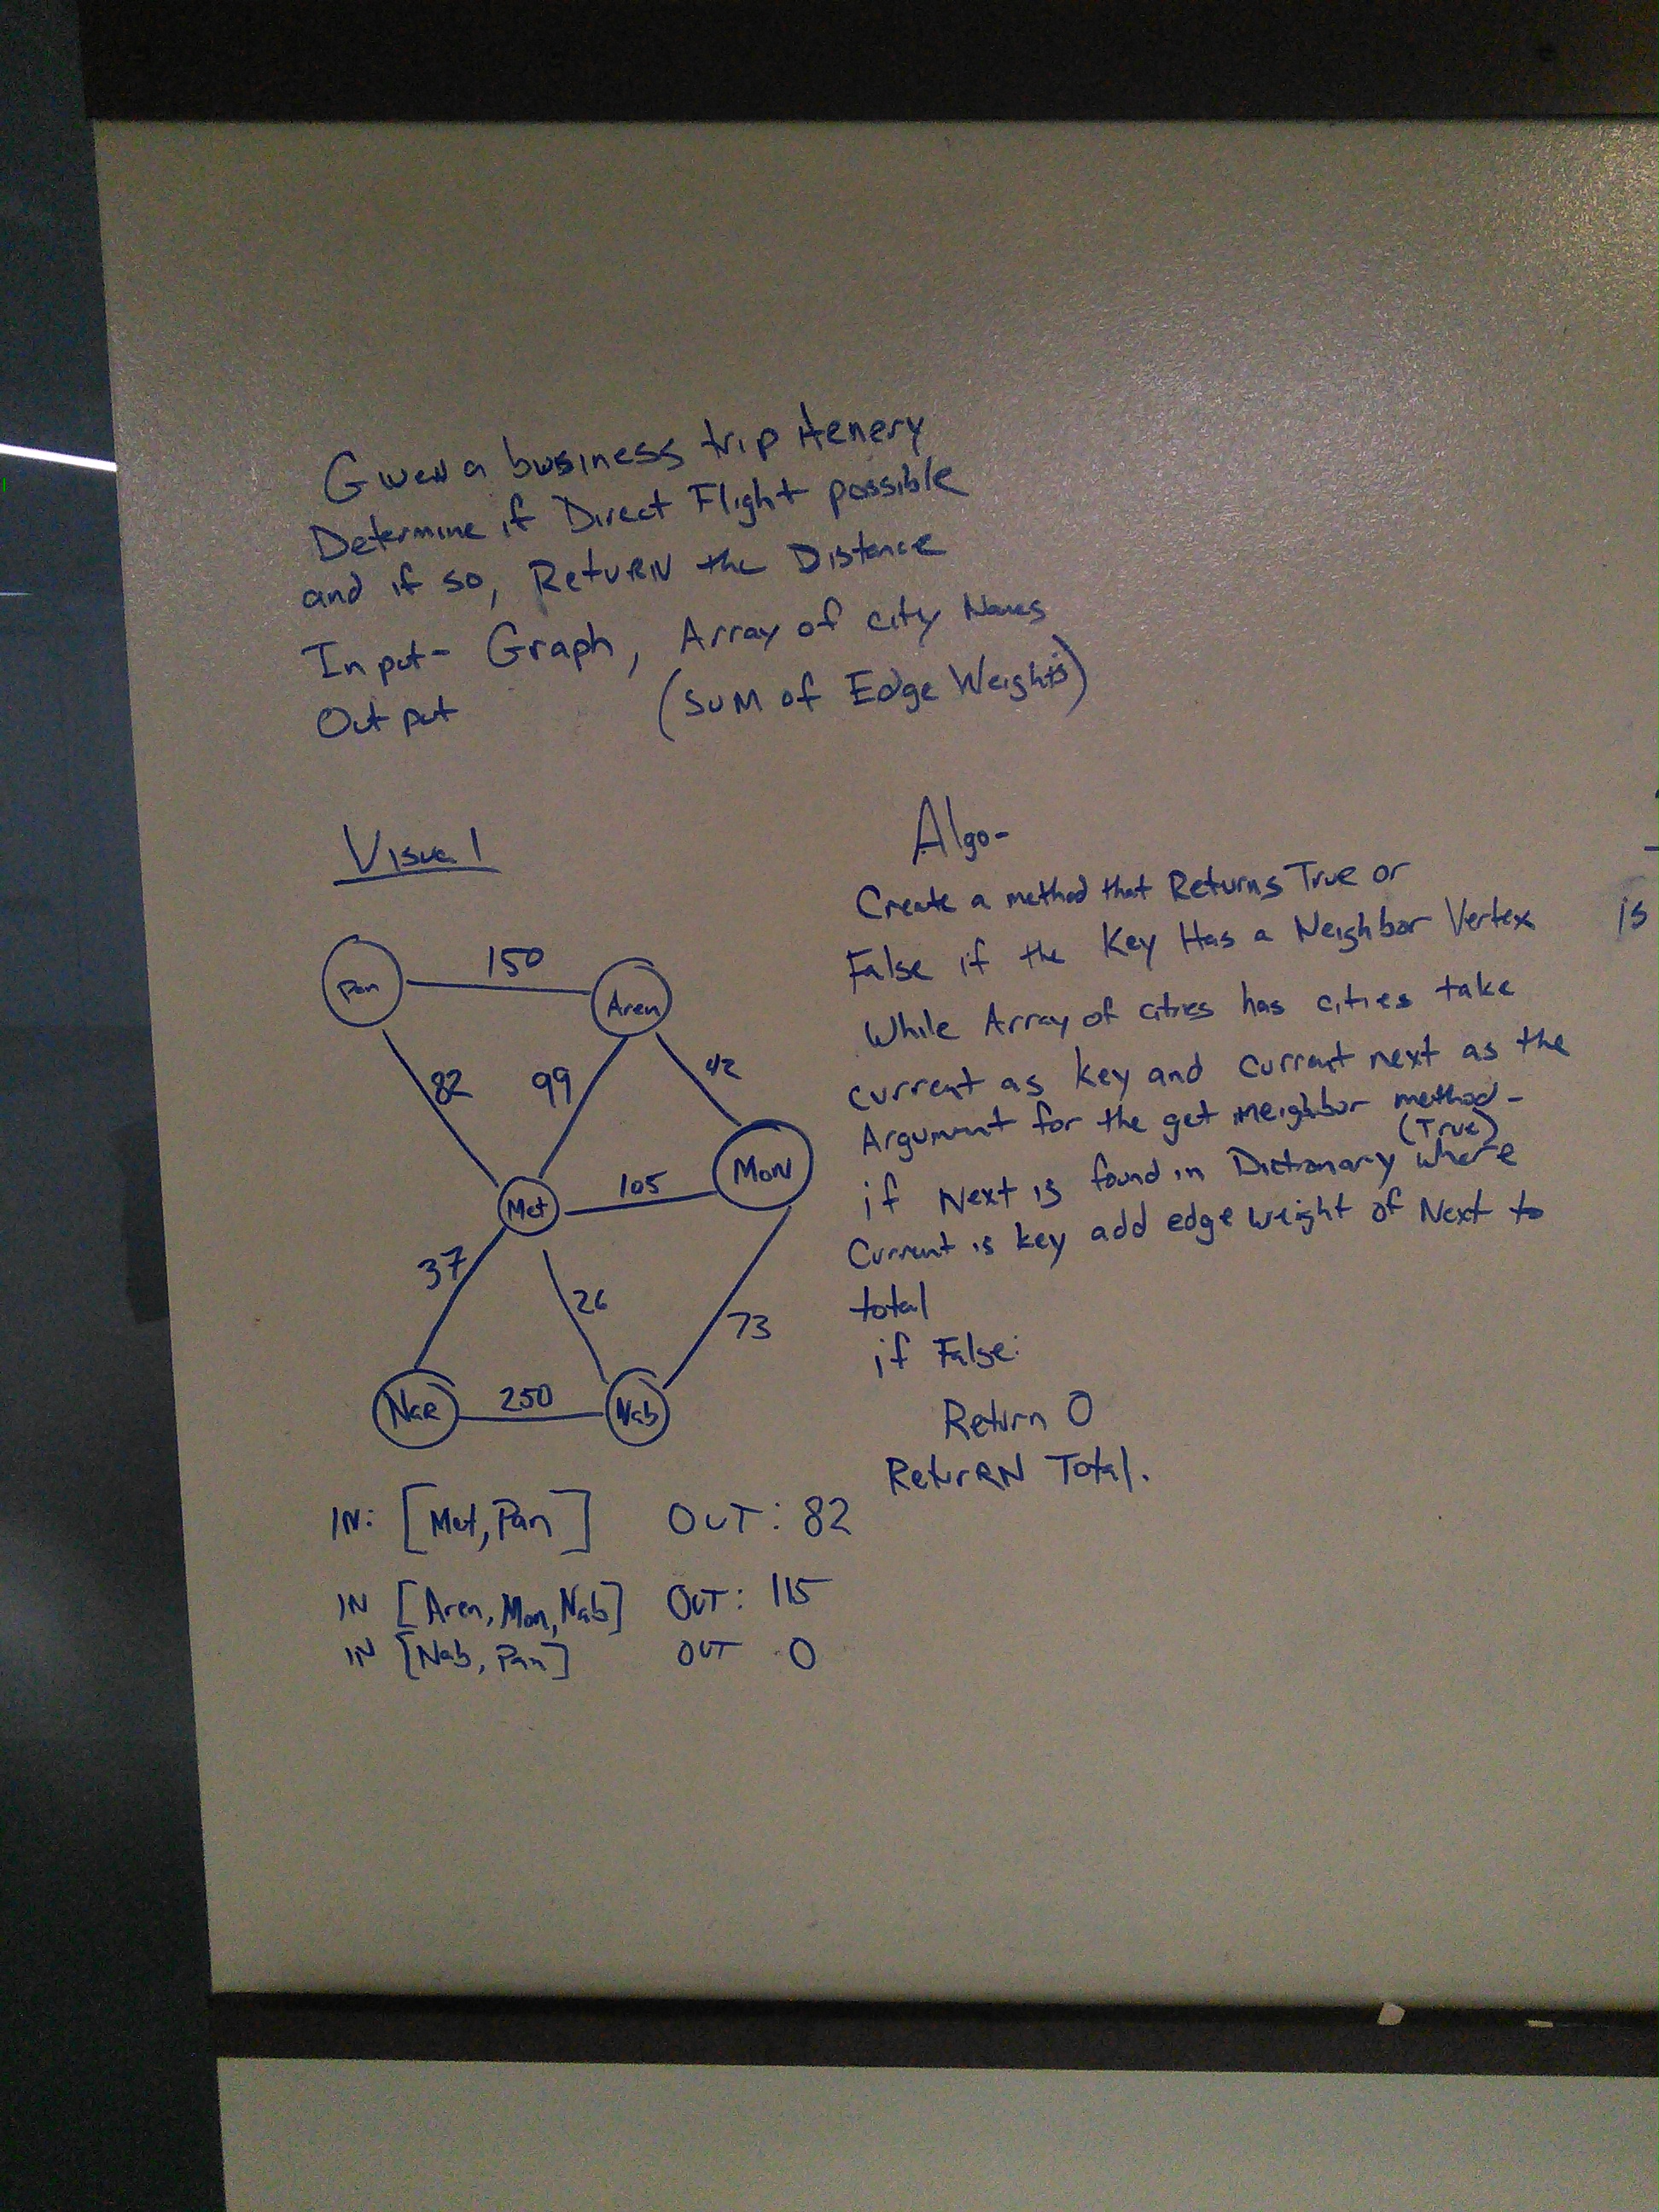 Given a business trip itenery
Determine if Direct Flight possible
and if so, Return the Distance
Input- Graph, Array of city Names
Output (Sum of Edge Weights)
Visual
Pan 150 Aren
82 99 42
Met 105 Mon
37 26 73
Nar 250 Nab
IN: [Met, Pan] OUT: 82
IN [Aren, Mon, Nab] OUT: 115
IN [Nab, Pan] OUT 0
Algo-
Create a method that Returns True or
False if the Key Has a Neighbor Vertex
While Array of cities has cities take
current as key and current next as the
Argument for the get neighbor method-
(True)
if Next is found in Dictionary where
Current is key add edge weight of Next to
total
if False:
Return 0
Return Total.
is